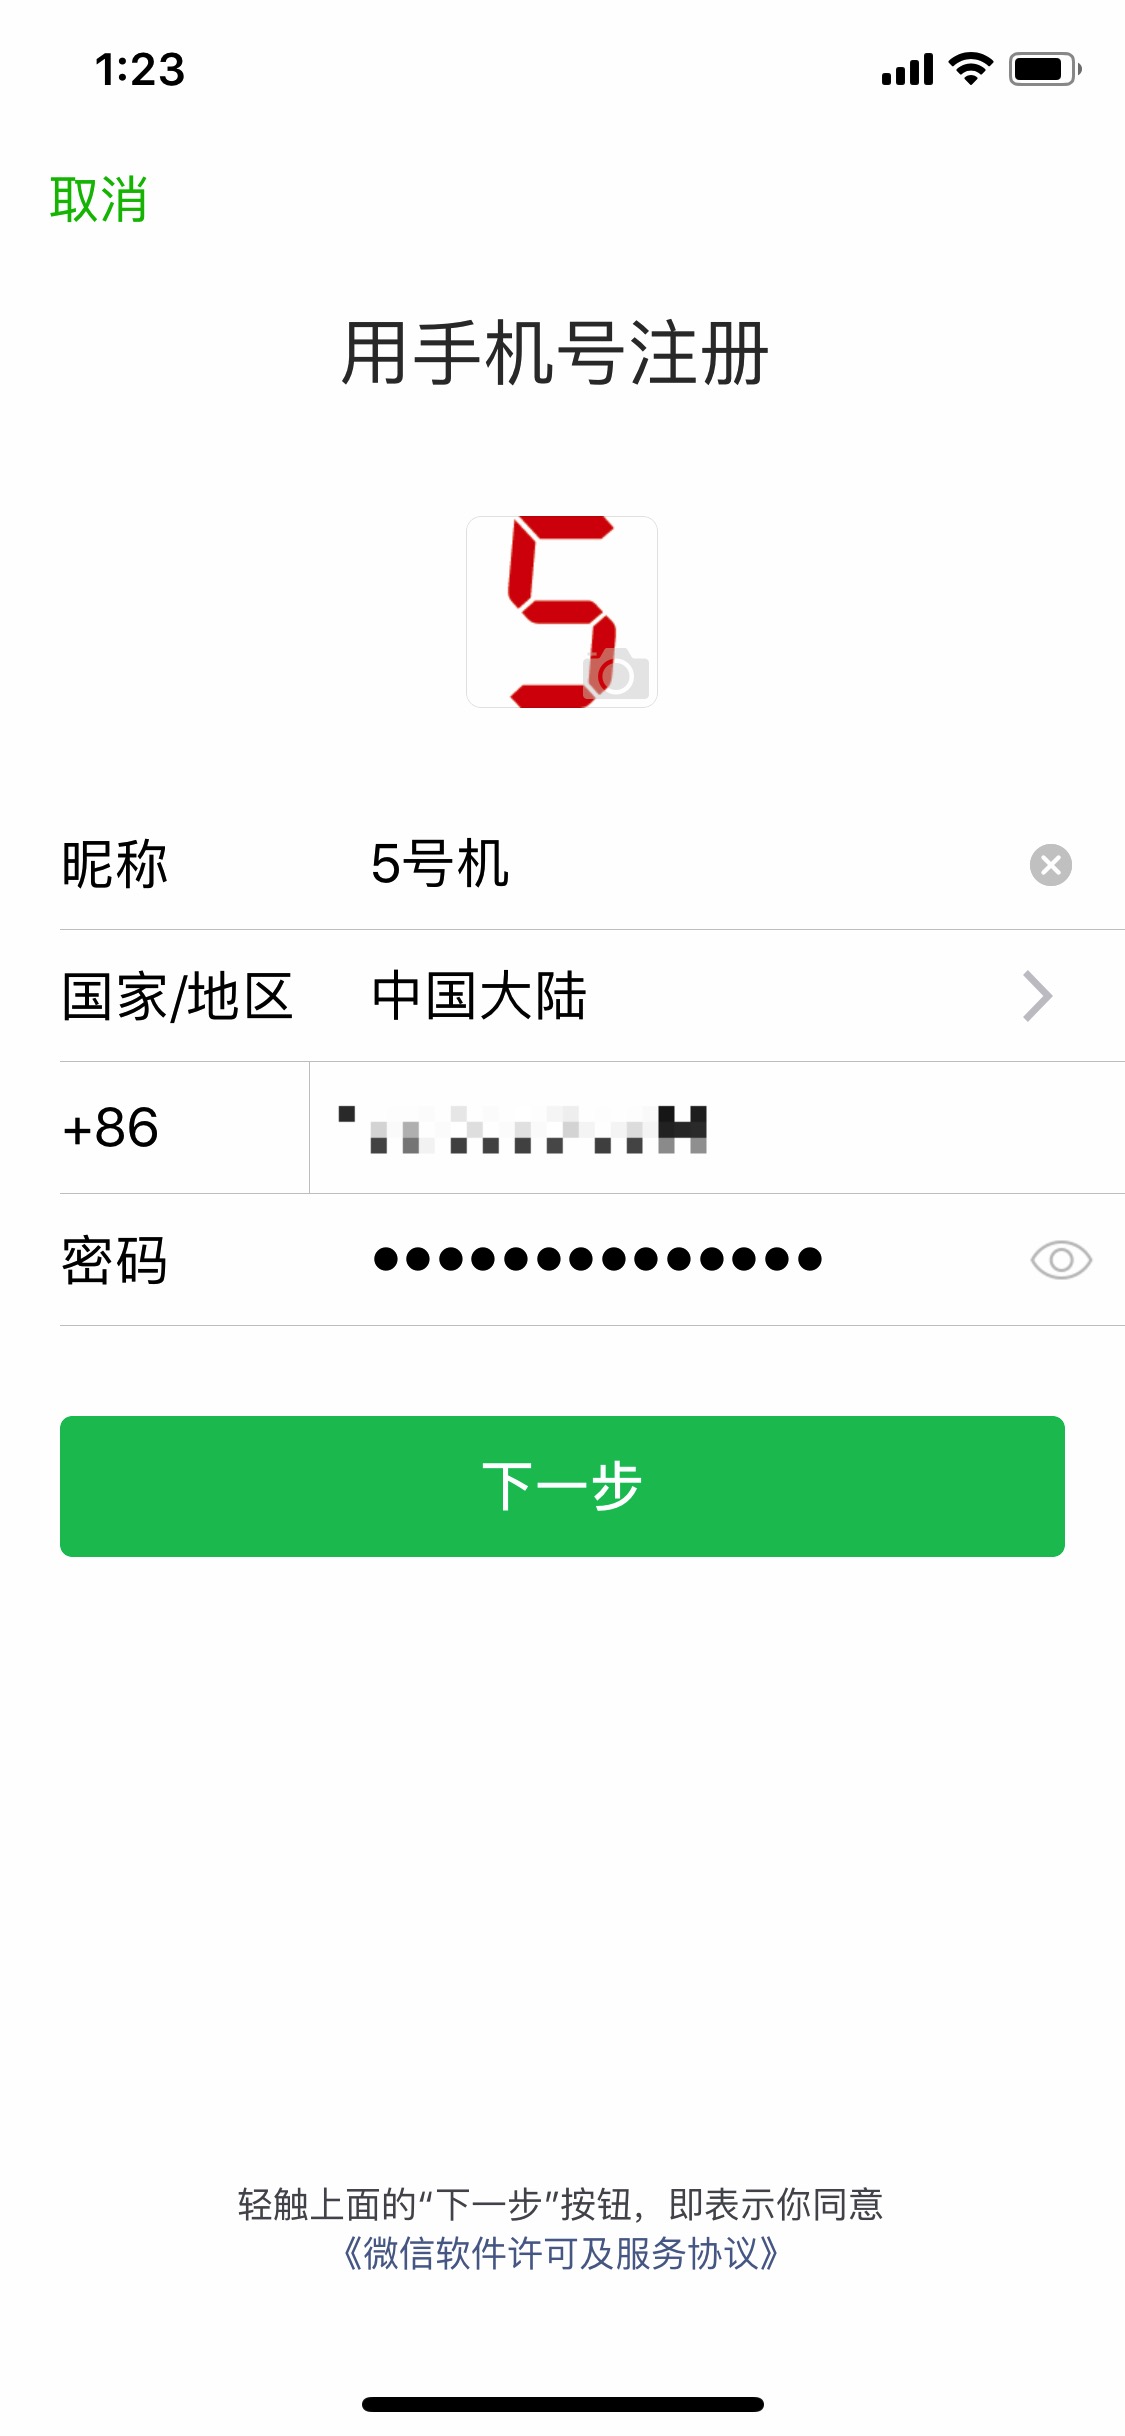 1:23
取消
用手机号注册
5
昵称 5号机
国家/地区 中国大陆
+86
密码 ••••••••••••••
下一步
轻触上面的“下一步”按钮，即表示你同意
《微信软件许可及服务协议》